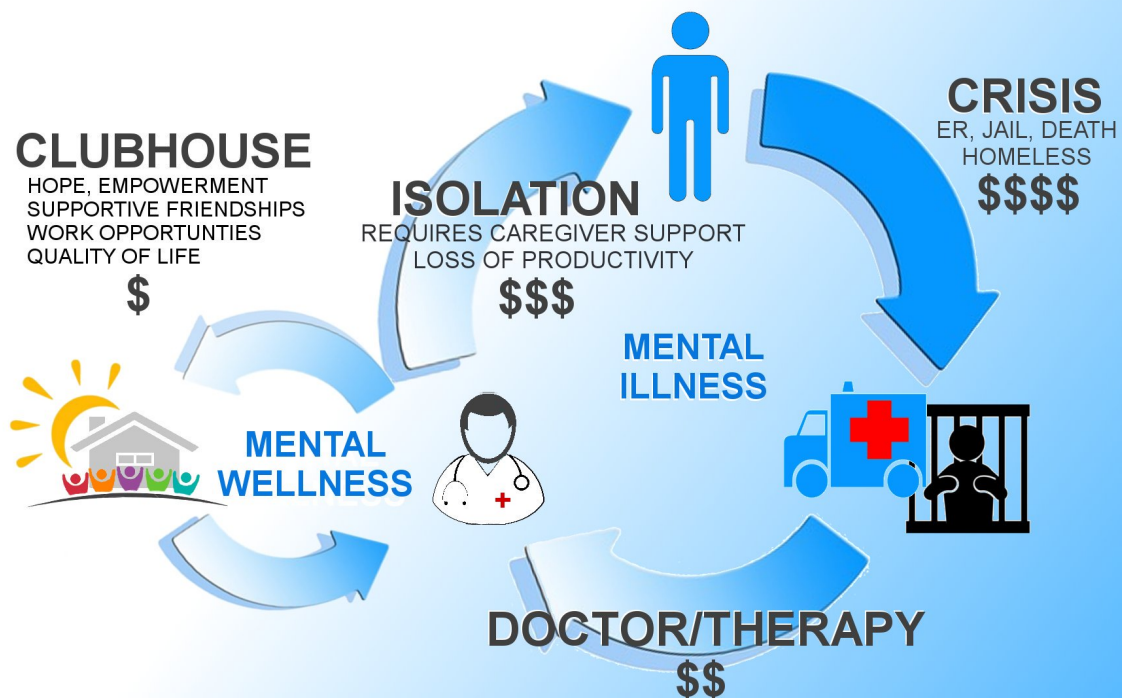 CLUBHOUSE
HOPE, EMPOWERMENT
SUPPORTIVE FRIENDSHIPS
WORK OPPORTUNTIES
QUALITY OF LIFE
$
ISOLATION
REQUIRES CAREGIVER SUPPORT
LOSS OF PRODUCTIVITY
$$$
CRISIS
ER, JAIL, DEATH
HOMELESS
$$$$
MENTAL
ILLNESS
MENTAL
WELLNESS
DOCTOR/THERAPY
$$